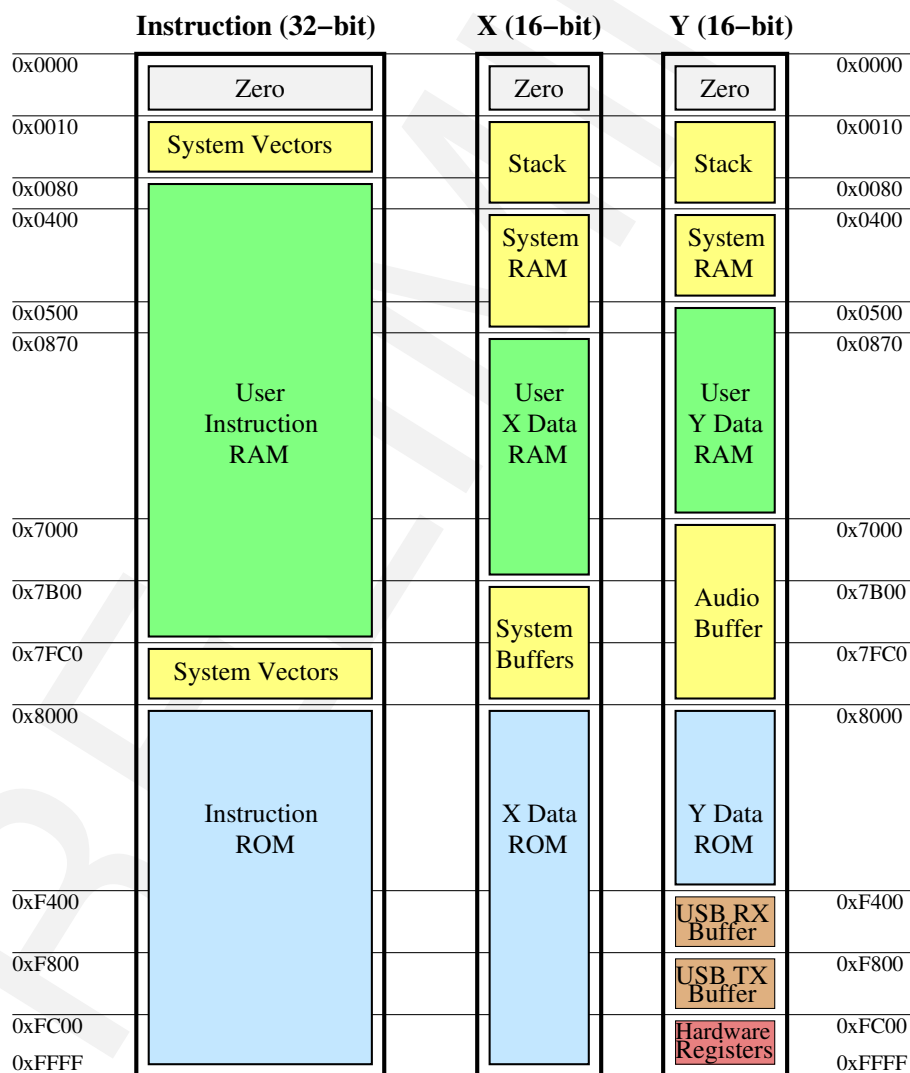 Instruction (32−bit) X (16−bit) Y (16−bit)
0x0000 0x0000
Zero Zero Zero
0x0010 0x0010
System Vectors
Stack Stack
0x0080 0x0080
0x0400 0x0400
System System
RAM RAM
0x0500 0x0500
0x0870 0x0870
User User User
Instruction X Data Y Data
RAM RAM RAM
0x7000 0x7000
0x7B00 0x7B00
Audio
Buffer
System
Buffers
0x7FC0 0x7FC0
System Vectors
0x8000 0x8000
Instruction X Data Y Data
ROM ROM ROM
0xF400 0xF400
USB RX
Buffer
0xF800 0xF800
USB TX
Buffer
0xFC00 0xFC00
Hardware
Registers
0xFFFF 0xFFFF